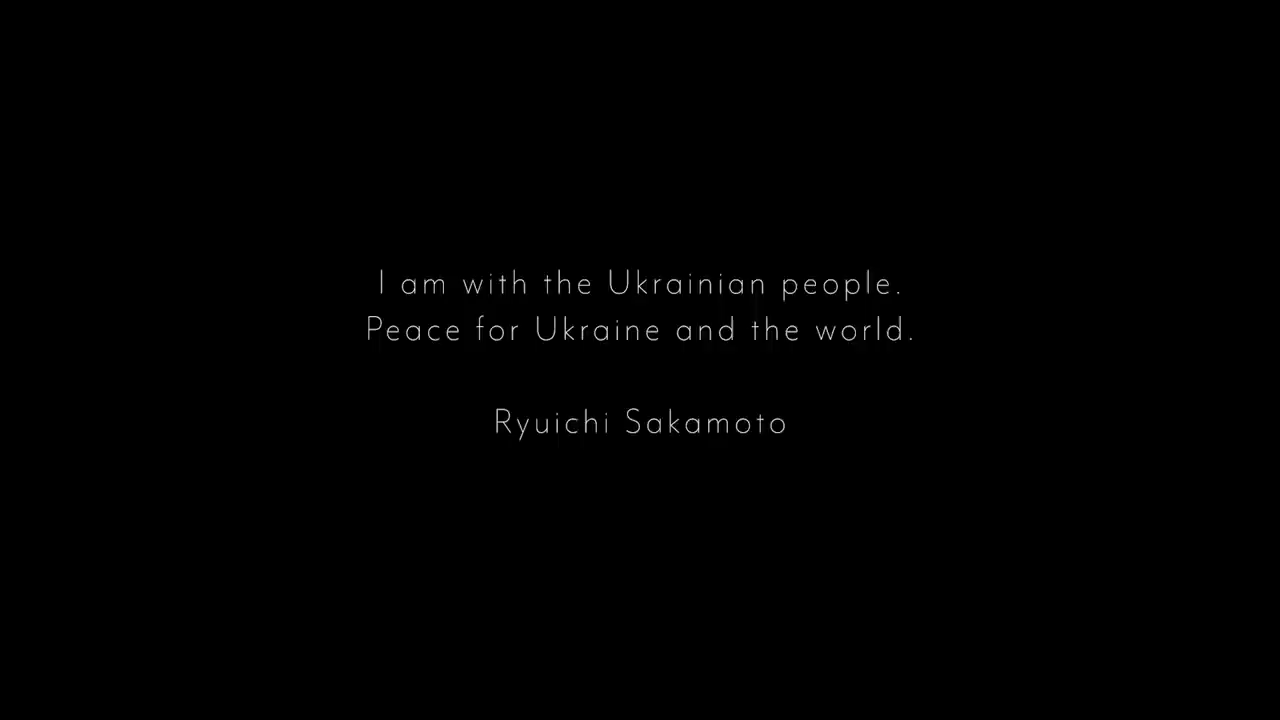 I am with the Ukrainian people.
Peace for Ukraine and the world.
Ryuichi Sakamoto